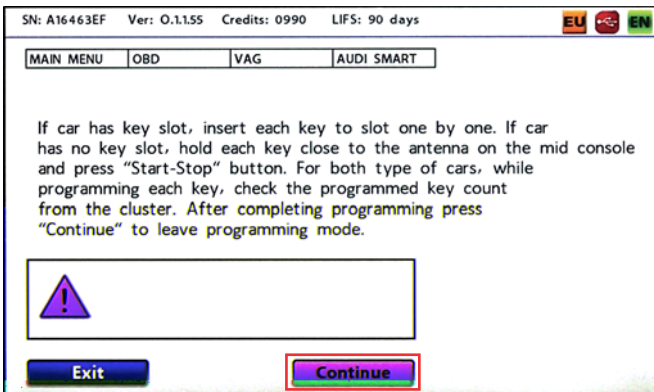 SN: A16463EF Ver: O.1.1.55 Credits: 0990 LIFS: 90 days EU EN
MAIN MENU OBD VAG AUDI SMART
If car has key slot, insert each key to slot one by one. If car
has no key slot, hold each key close to the antenna on the mid console
and press "Start-Stop" button. For both type of cars, while
programming each key, check the programmed key count
from the cluster. After completing programming press
"Continue" to leave programming mode.
Exit Continue